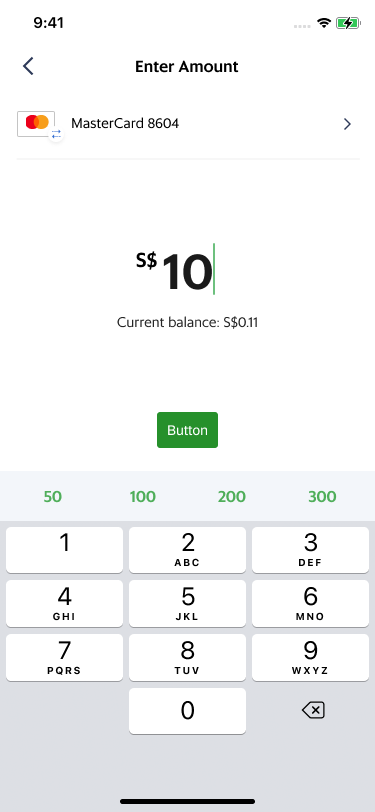 9:41
Enter Amount
MasterCard 8604
S$ 10
Current balance: S$0.11
Button
50 100 200 300
1 2 3
ABC DEF
4 5 6
GHI JKL MNO
7 8 9
PQRS TUV WXYZ
0